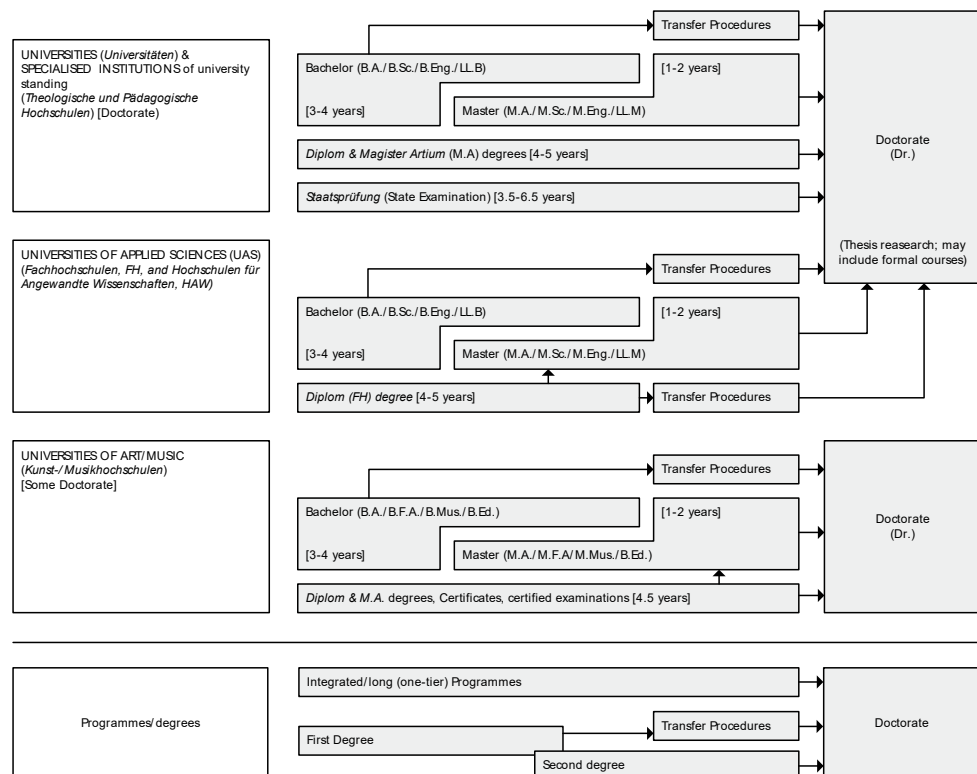 UNIVERSITIES (Universitäten) &
SPECIALISED INSTITUTIONS of university
standing
(Theologische und Pädagogische
Hochschulen) [Doctorate)
Transfer Procedures
Bachelor (B.A./B.Sc./B.Eng./LL.B)
[1-2 years]
[3-4 years]
Master (M.A./M.Sc./M.Eng./LL.M)
Diplom & Magister Artium (M.A) degrees [4-5 years]
Staatsprüfung (State Examination) [3.5-6.5 years]
Doctorate
(Dr.)
(Thesis reasearch; may
include formal courses)
UNIVERSITIES OF APPLIED SCIENCES (UAS)
(Fachhochschulen, FH, and Hochschulen für
Angewandte Wissenschaften, HAW)
Transfer Procedures
Bachelor (B.A./B.Sc./B.Eng./LL.B)
[1-2 years]
[3-4 years]
Master (M.A./M.Sc./M.Eng./LL.M)
Diplom (FH) degree [4-5 years]
Transfer Procedures
UNIVERSITIES OF ART/MUSIC
(Kunst-/Musikhochschulen)
[Some Doctorate]
Transfer Procedures
Bachelor (B.A./B.F.A./B.Mus./B.Ed.)
[1-2 years]
[3-4 years]
Master (M.A./M.F.A/M.Mus./B.Ed.)
Diplom & M.A. degrees, Certificates, certified examinations [4.5 years]
Doctorate
(Dr.)
Programmes/degrees
Integrated/long (one-tier) Programmes
Transfer Procedures
First Degree
Second degree
Doctorate